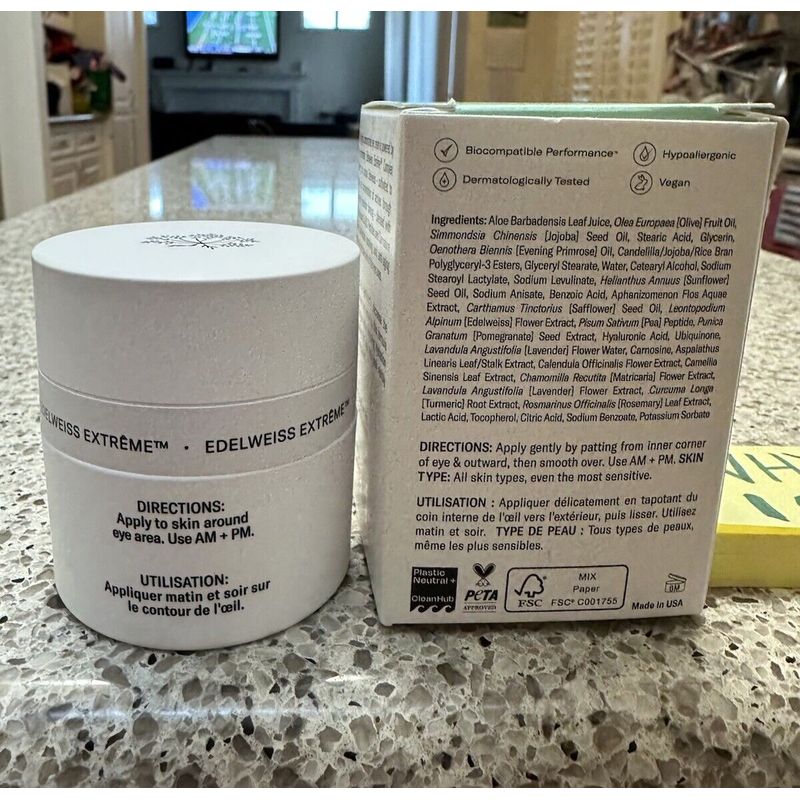 EDELWEISS EXTRÊME™ • EDELWEISS EXTRÊME™
DIRECTIONS:
Apply to skin around
eye area. Use AM + PM.
UTILISATION:
Appliquer matin et soir sur
le contour de l'œil.
Biocompatible Performance™
Hypoallergenic
Dermatologically Tested
Vegan
Ingredients: Aloe Barbadensis Leaf Juice, Olea Europaea [Olive] Fruit Oil,
Simmondsia Chinensis [Jojoba] Seed Oil, Stearic Acid, Glycerin,
Oenothera Biennis [Evening Primrose] Oil, Candelilla/Jojoba/Rice Bran
Polyglyceryl-3 Esters, Glyceryl Stearate, Water, Cetearyl Alcohol, Sodium
Stearoyl Lactylate, Sodium Levulinate, Helianthus Annuus [Sunflower]
Seed Oil, Sodium Anisate, Benzoic Acid, Aphanizomenon Flos Aquae
Extract, Carthamus Tinctorius [Safflower] Seed Oil, Leontopodium
Alpinum [Edelweiss] Flower Extract, Pisum Sativum [Pea] Peptide, Punica
Granatum [Pomegranate] Seed Extract, Hyaluronic Acid, Ubiquinone,
Lavandula Angustifolia [Lavender] Flower Water, Carnosine, Aspalathus
Linearis Leaf/Stalk Extract, Calendula Officinalis Flower Extract, Camellia
Sinensis Leaf Extract, Chamomilla Recutita [Matricaria] Flower Extract,
Lavandula Angustifolia [Lavender] Flower Extract, Curcuma Longa
[Turmeric] Root Extract, Rosmarinus Officinalis [Rosemary] Leaf Extract,
Lactic Acid, Tocopherol, Citric Acid, Sodium Benzoate, Potassium Sorbate
DIRECTIONS: Apply gently by patting from inner corner
of eye & outward, then smooth over. Use AM + PM. SKIN
TYPE: All skin types, even the most sensitive.
UTILISATION : Appliquer délicatement en tapotant du
coin interne de l'œil vers l'extérieur, puis lisser. Utilisez
matin et soir. TYPE DE PEAU : Tous types de peaux,
même les plus sensibles.
Plastic
Neutral +
CleanHub
PETA
APPROVED
FSC
MIX
Paper
FSC® C001755
Made in USA